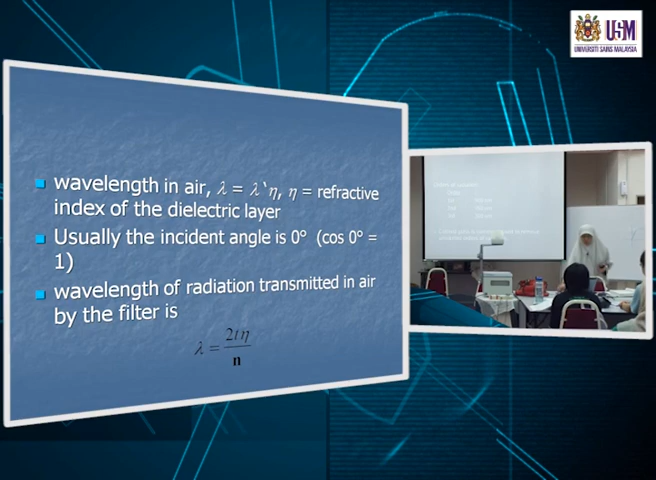 USM
UNIVERSITI SAINS MALAYSIA
wavelength in air, λ = λ`η, η = refractive
index of the dielectric layer
Usually the incident angle is 0° (cos 0° =
1)
wavelength of radiation transmitted in air
by the filter is
λ = 2tη / n